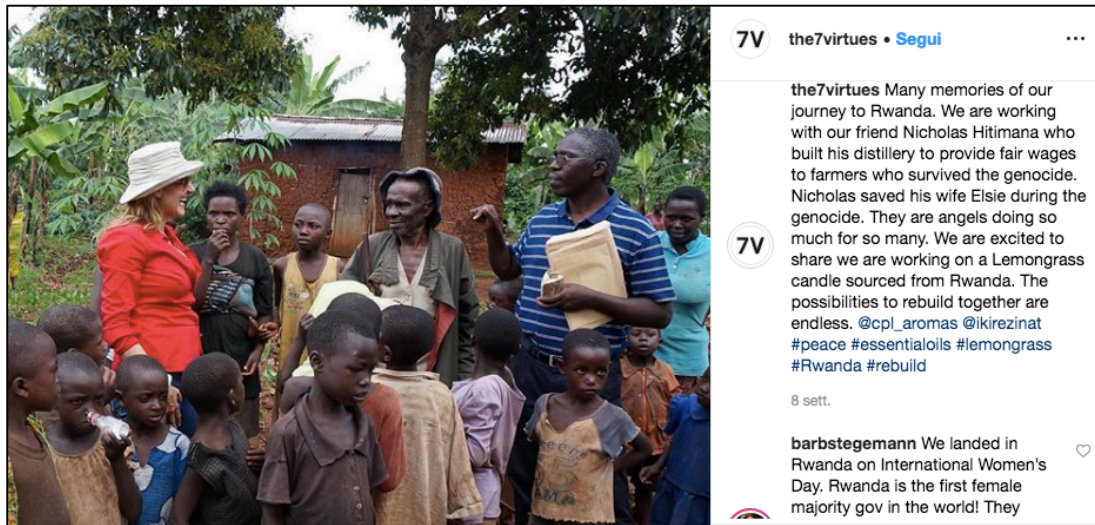 7V
the7virtues • Segui
the7virtues Many memories of our
journey to Rwanda. We are working
with our friend Nicholas Hitimana who
built his distillery to provide fair wages
to farmers who survived the genocide.
Nicholas saved his wife Elsie during the
genocide. They are angels doing so
much for so many. We are excited to
share we are working on a Lemongrass
candle sourced from Rwanda. The
possibilities to rebuild together are
endless. @cpl_aromas @ikirezinat
#peace #essentialoils #lemongrass
#Rwanda #rebuild
7V
8 sett.
barbstegemann We landed in
Rwanda on International Women's
Day. Rwanda is the first female
majority gov in the world! They